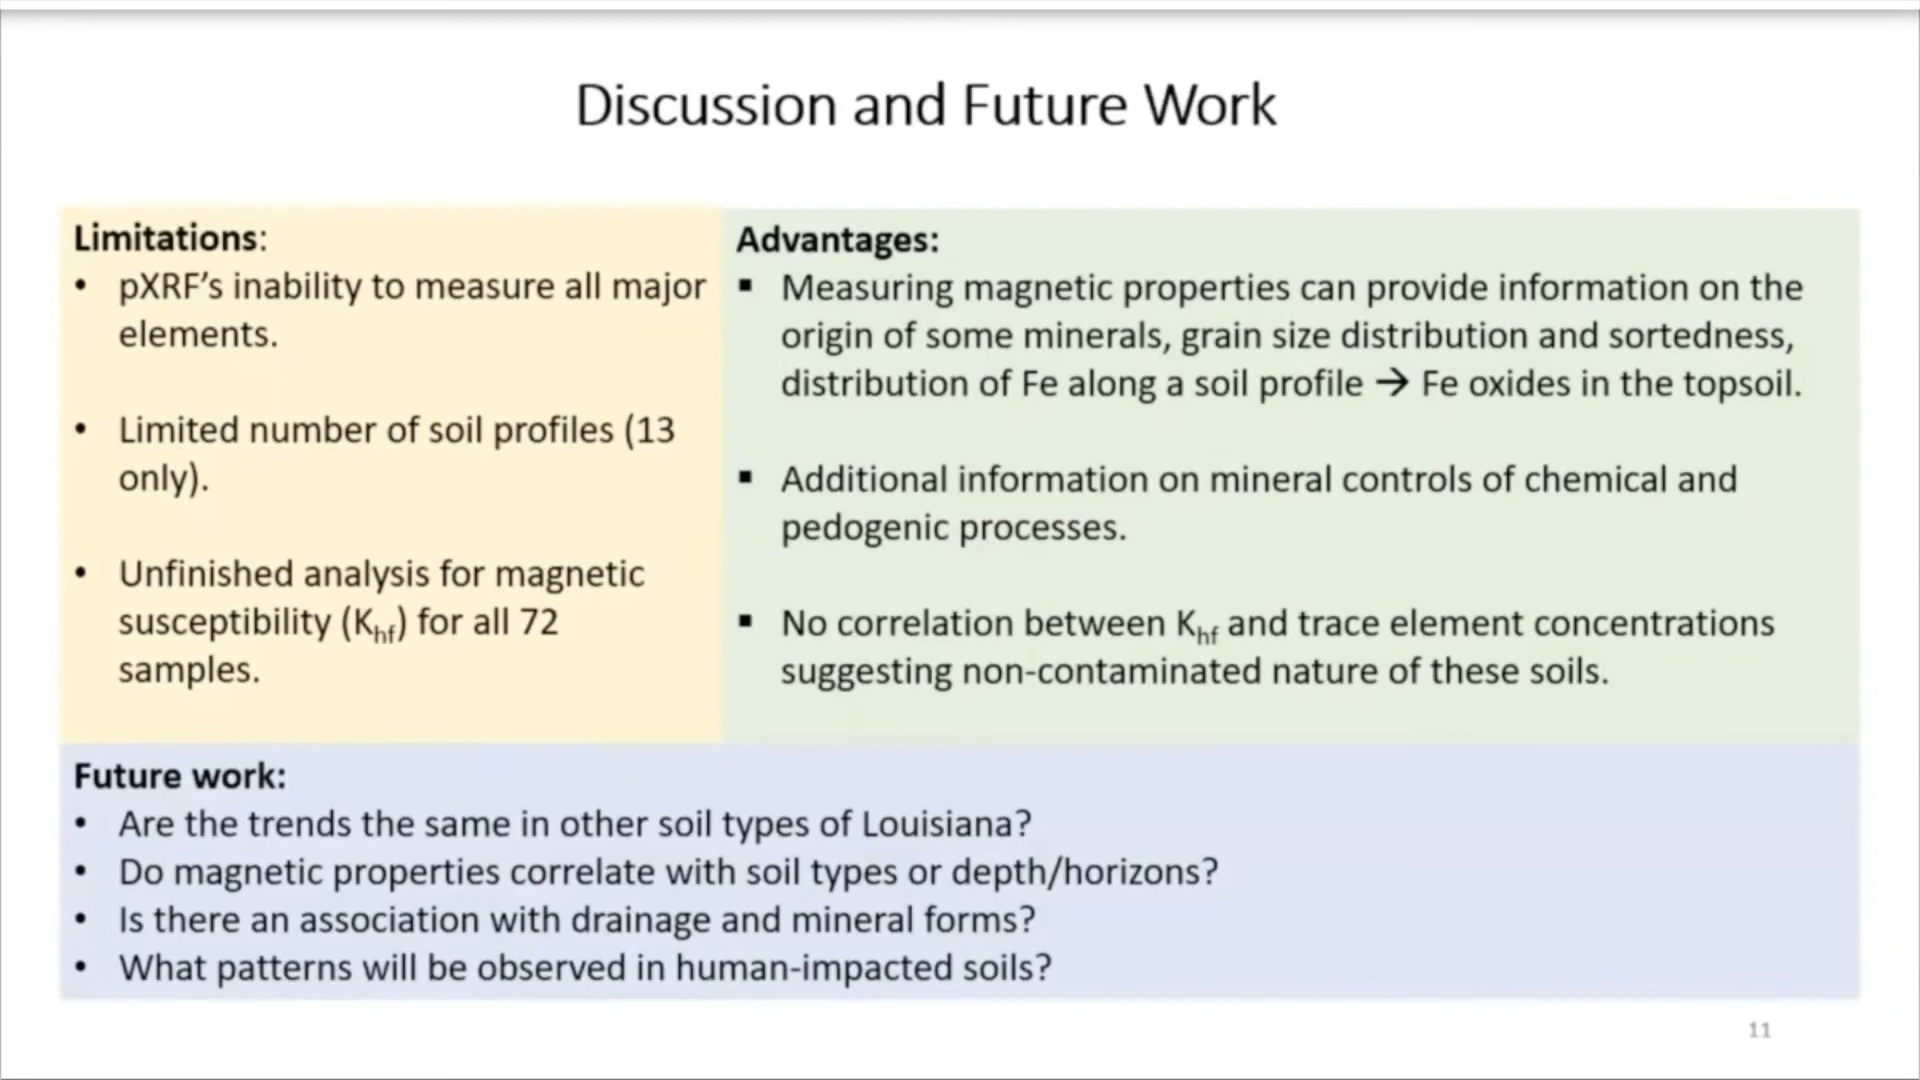 Discussion and Future Work
Limitations:
• pXRF's inability to measure all major
elements.
• Limited number of soil profiles (13
only).
• Unfinished analysis for magnetic
susceptibility (Khf) for all 72
samples.
Advantages:
▪ Measuring magnetic properties can provide information on the
origin of some minerals, grain size distribution and sortedness,
distribution of Fe along a soil profile → Fe oxides in the topsoil.
▪ Additional information on mineral controls of chemical and
pedogenic processes.
▪ No correlation between Khf and trace element concentrations
suggesting non-contaminated nature of these soils.
Future work:
• Are the trends the same in other soil types of Louisiana?
• Do magnetic properties correlate with soil types or depth/horizons?
• Is there an association with drainage and mineral forms?
• What patterns will be observed in human-impacted soils?
11